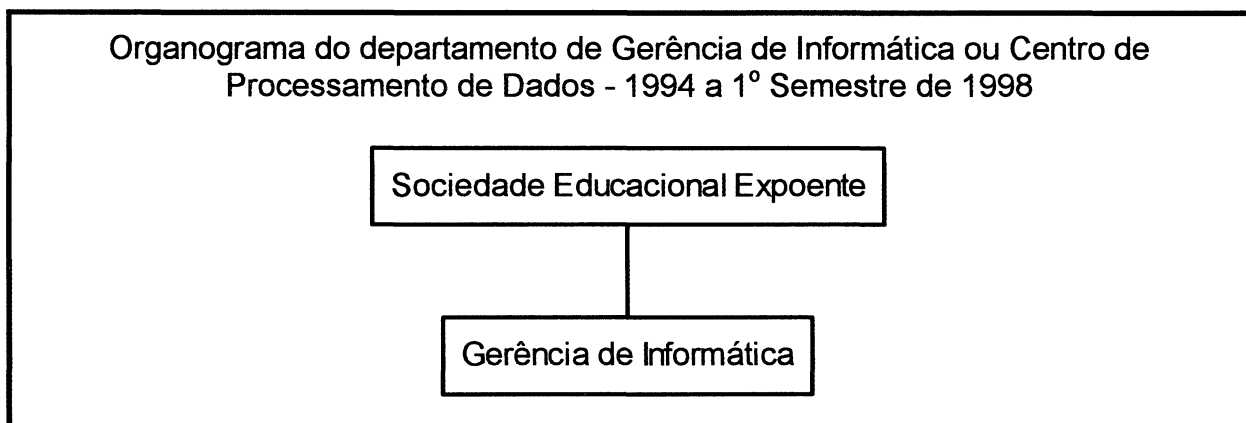 Organograma do departamento de Gerência de Informática ou Centro de
Processamento de Dados - 1994 a 1º Semestre de 1998
Sociedade Educacional Expoente
Gerência de Informática